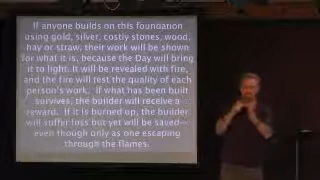 If anyone builds on this foundation
using gold, silver, costly stones, wood,
hay or straw, their work will be shown
for what it is, because the Day will bring
it to light. It will be revealed with fire,
and the fire will test the quality of each
person's work.  If what has been built
survives, the builder will receive a
reward.  If it is burned up, the builder
will suffer loss but yet will be saved—
even though only as one escaping
through the flames.